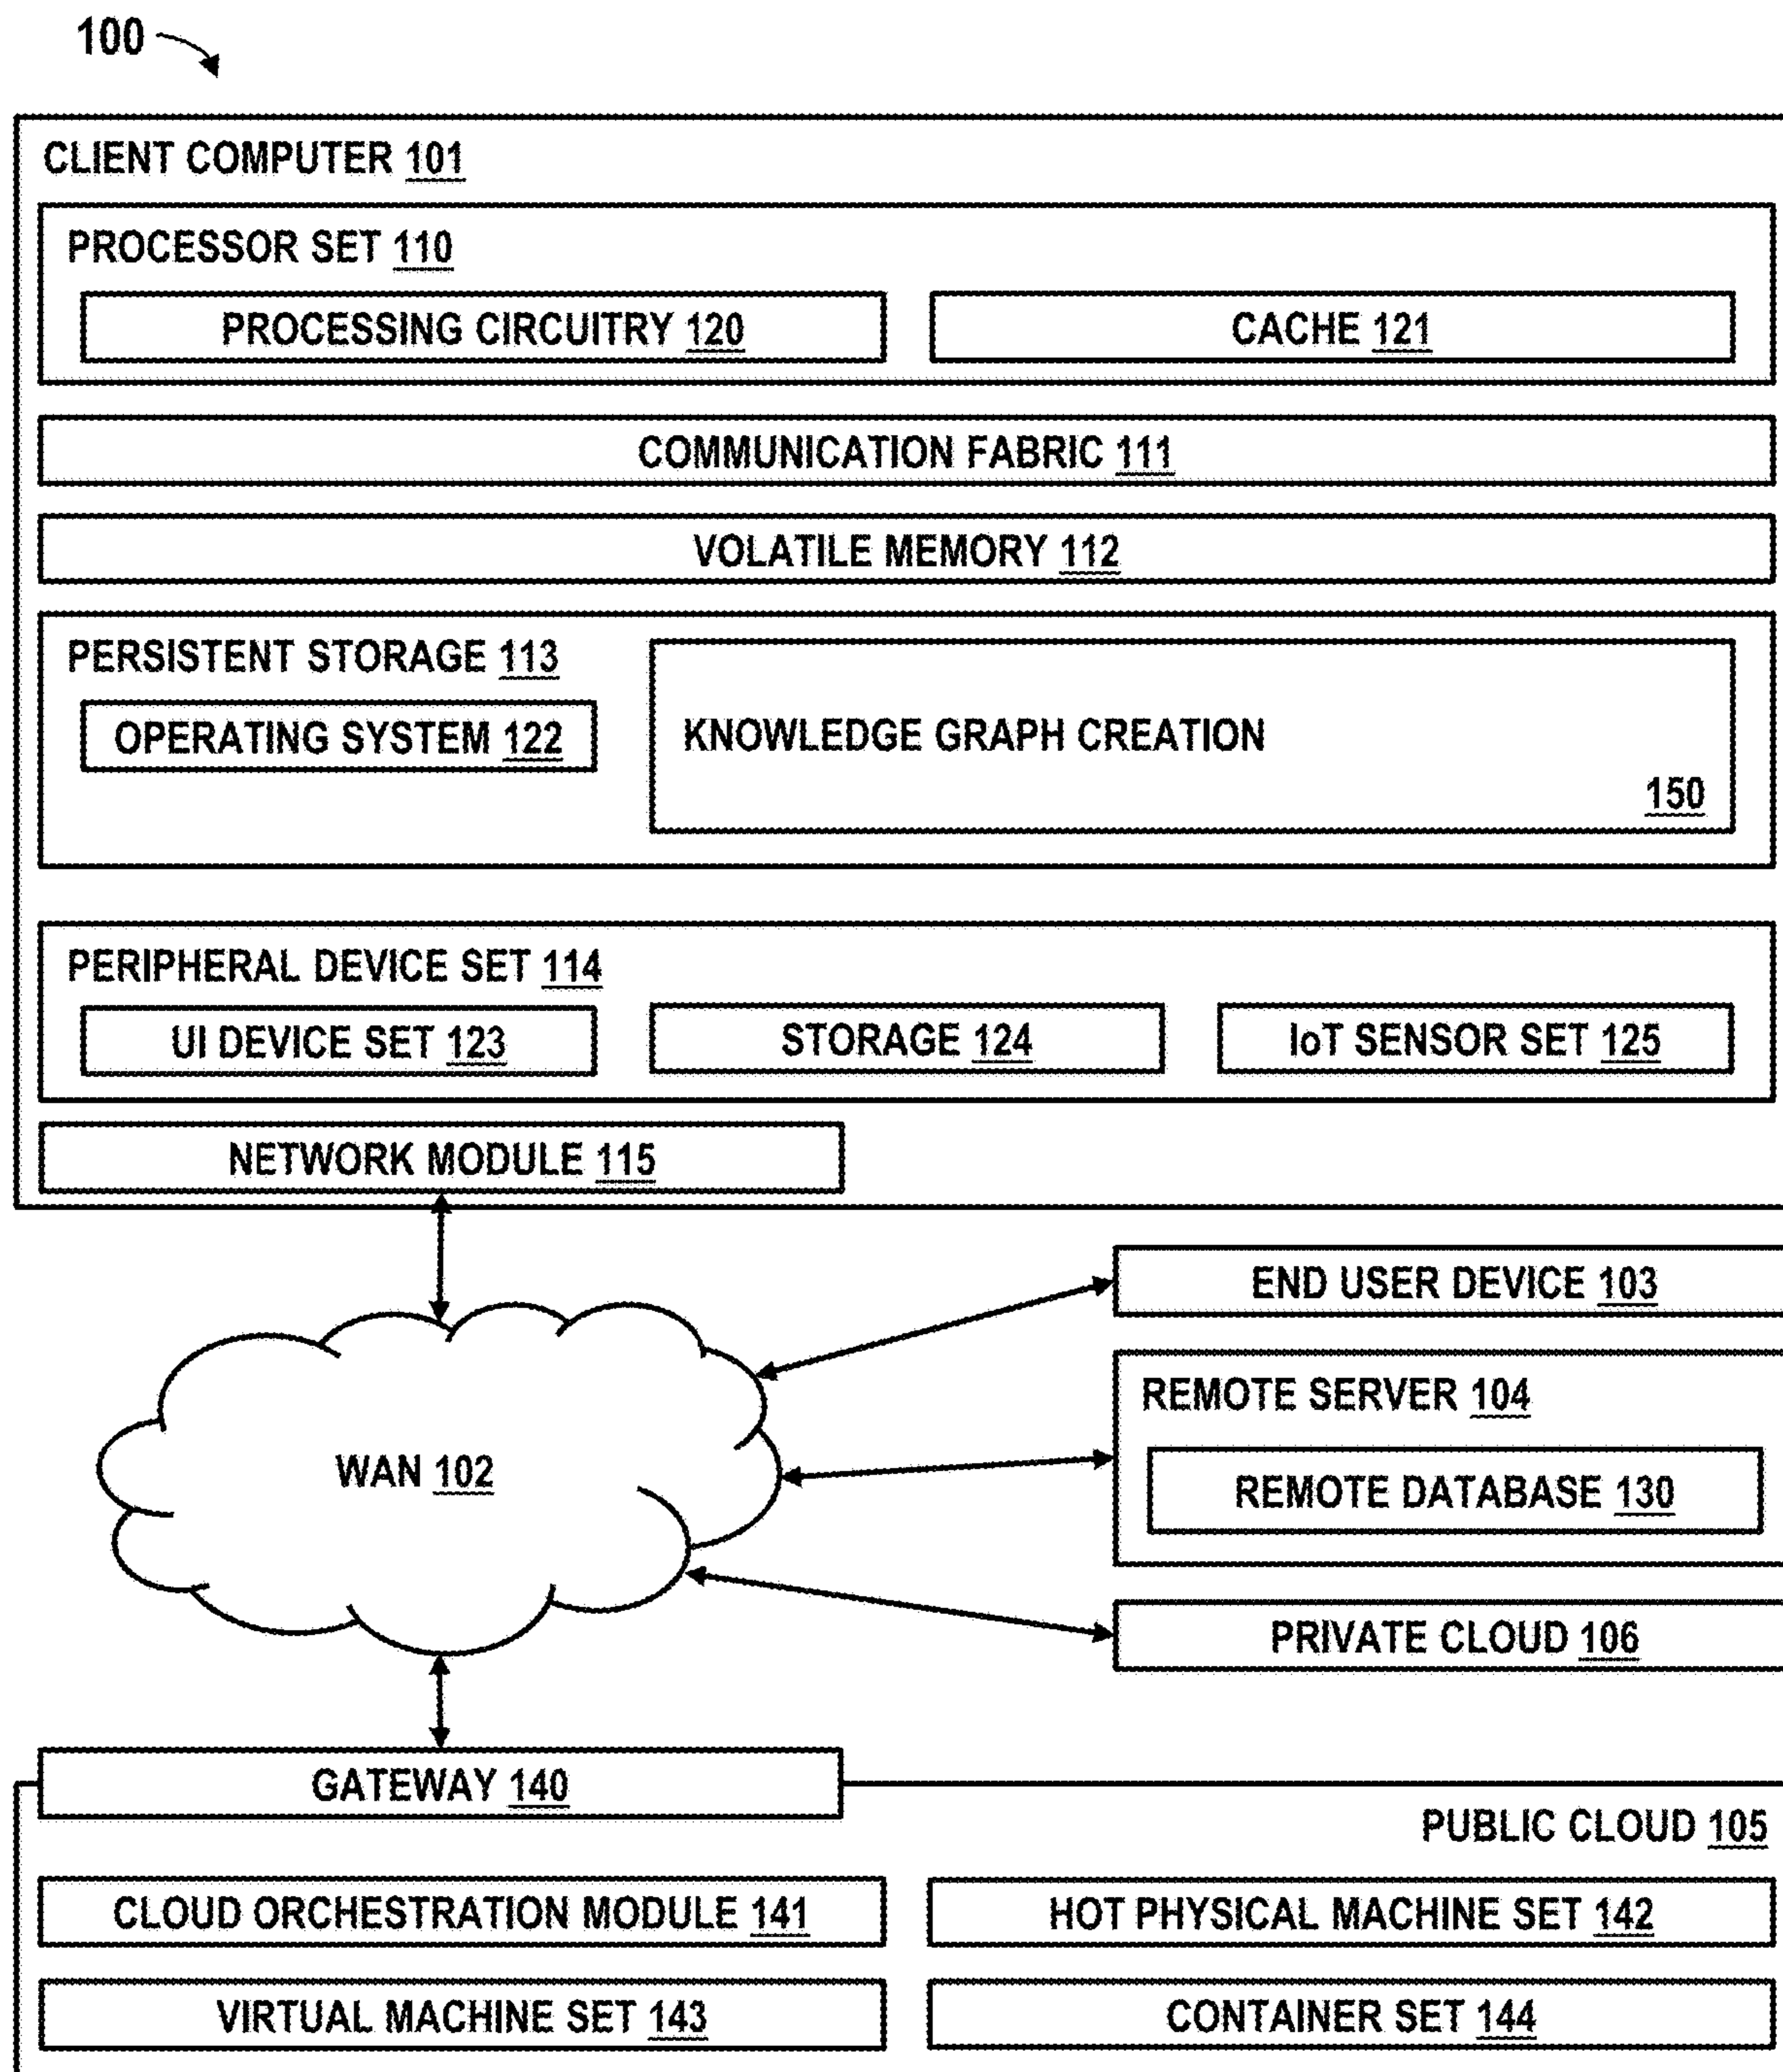 100
CLIENT COMPUTER 101
PROCESSOR SET 110
PROCESSING CIRCUITRY 120
CACHE 121
COMMUNICATION FABRIC 111
VOLATILE MEMORY 112
PERSISTENT STORAGE 113
OPERATING SYSTEM 122
KNOWLEDGE GRAPH CREATION
150
PERIPHERAL DEVICE SET 114
UI DEVICE SET 123
STORAGE 124
IoT SENSOR SET 125
NETWORK MODULE 115
END USER DEVICE 103
REMOTE SERVER 104
WAN 102
REMOTE DATABASE 130
PRIVATE CLOUD 106
GATEWAY 140
PUBLIC CLOUD 105
CLOUD ORCHESTRATION MODULE 141
HOT PHYSICAL MACHINE SET 142
VIRTUAL MACHINE SET 143
CONTAINER SET 144